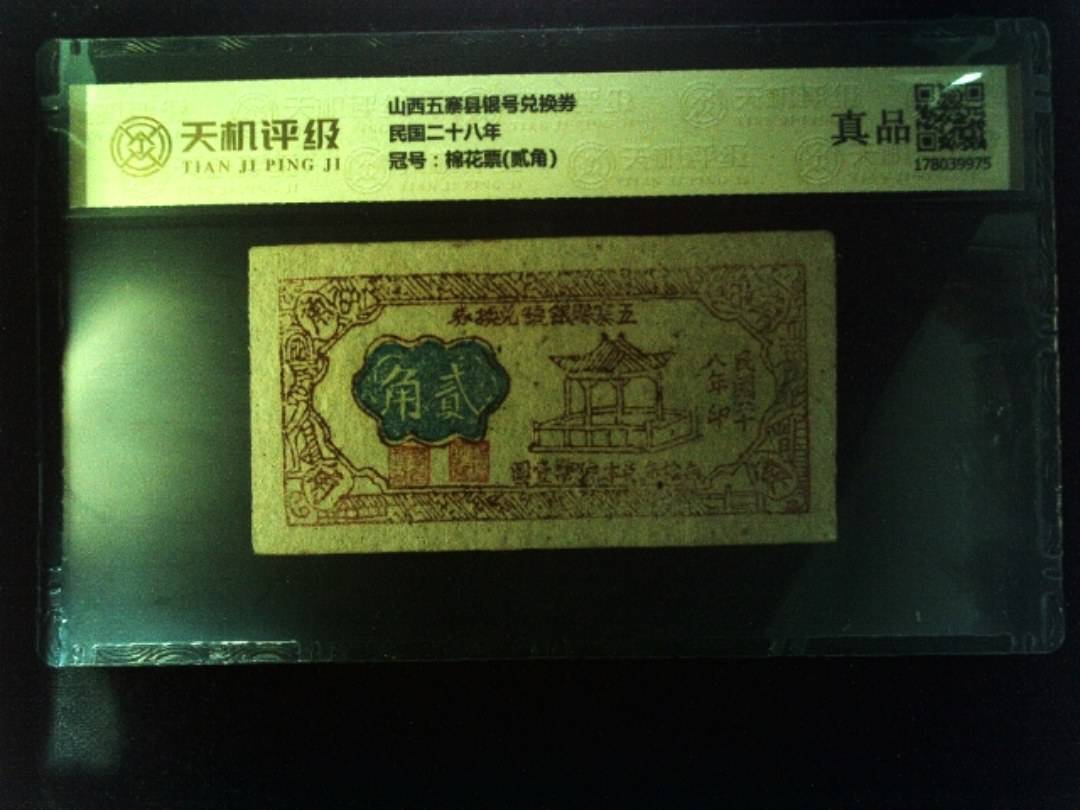 天机评级
TIAN JI PING JI
山西五寨县银号兑换券
民国二十八年
冠号：棉花票(贰角)
真品
178039975
五寨縣銀號兌換券
貳角
民國二十
八年印